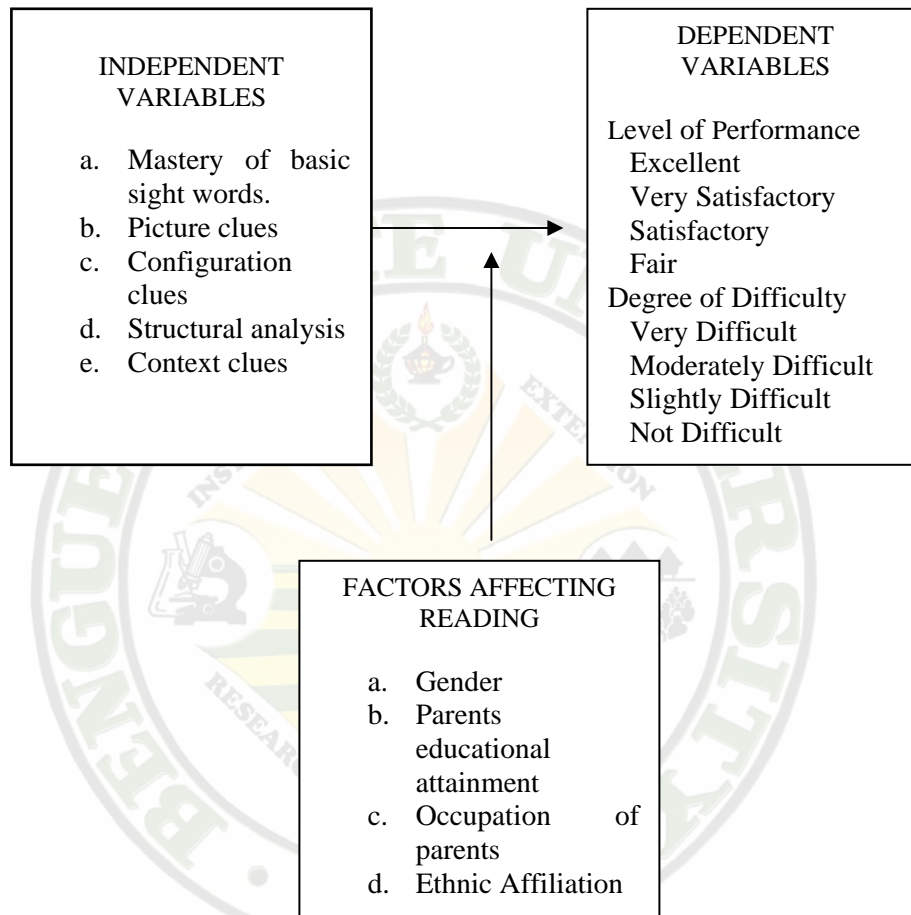 INDEPENDENT
VARIABLES
a. Mastery of basic
sight words.
b. Picture clues
c. Configuration
clues
d. Structural analysis
e. Context clues
DEPENDENT
VARIABLES
Level of Performance
Excellent
Very Satisfactory
Satisfactory
Fair
Degree of Difficulty
Very Difficult
Moderately Difficult
Slightly Difficult
Not Difficult
FACTORS AFFECTING
READING
a. Gender
b. Parents
educational
attainment
c. Occupation of
parents
d. Ethnic Affiliation
EXTENSION